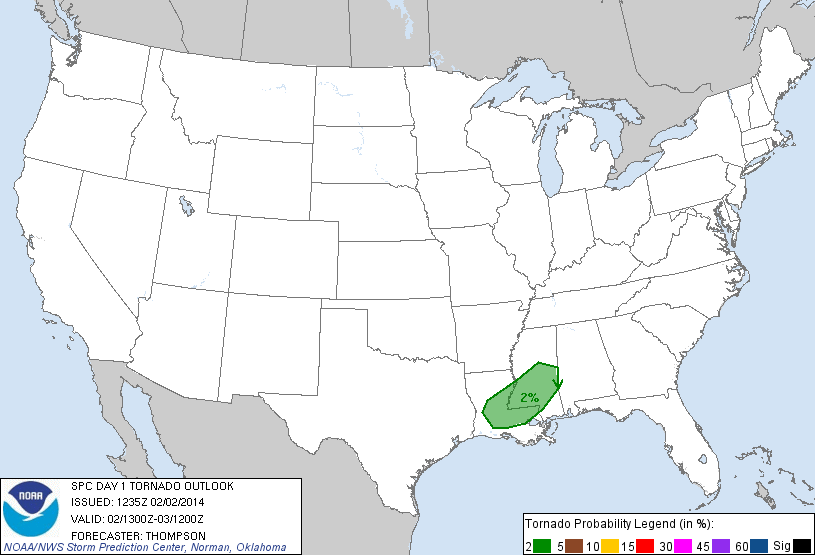 2%
NOAA
SPC DAY 1 TORNADO OUTLOOK
ISSUED: 1235Z 02/02/2014
VALID: 02/1300Z-03/1200Z
FORECASTER: THOMPSON
NOAA/NWS Storm Prediction Center, Norman, Oklahoma
Tornado Probability Legend (in %):
2 5 10 15 30 45 60 Sig